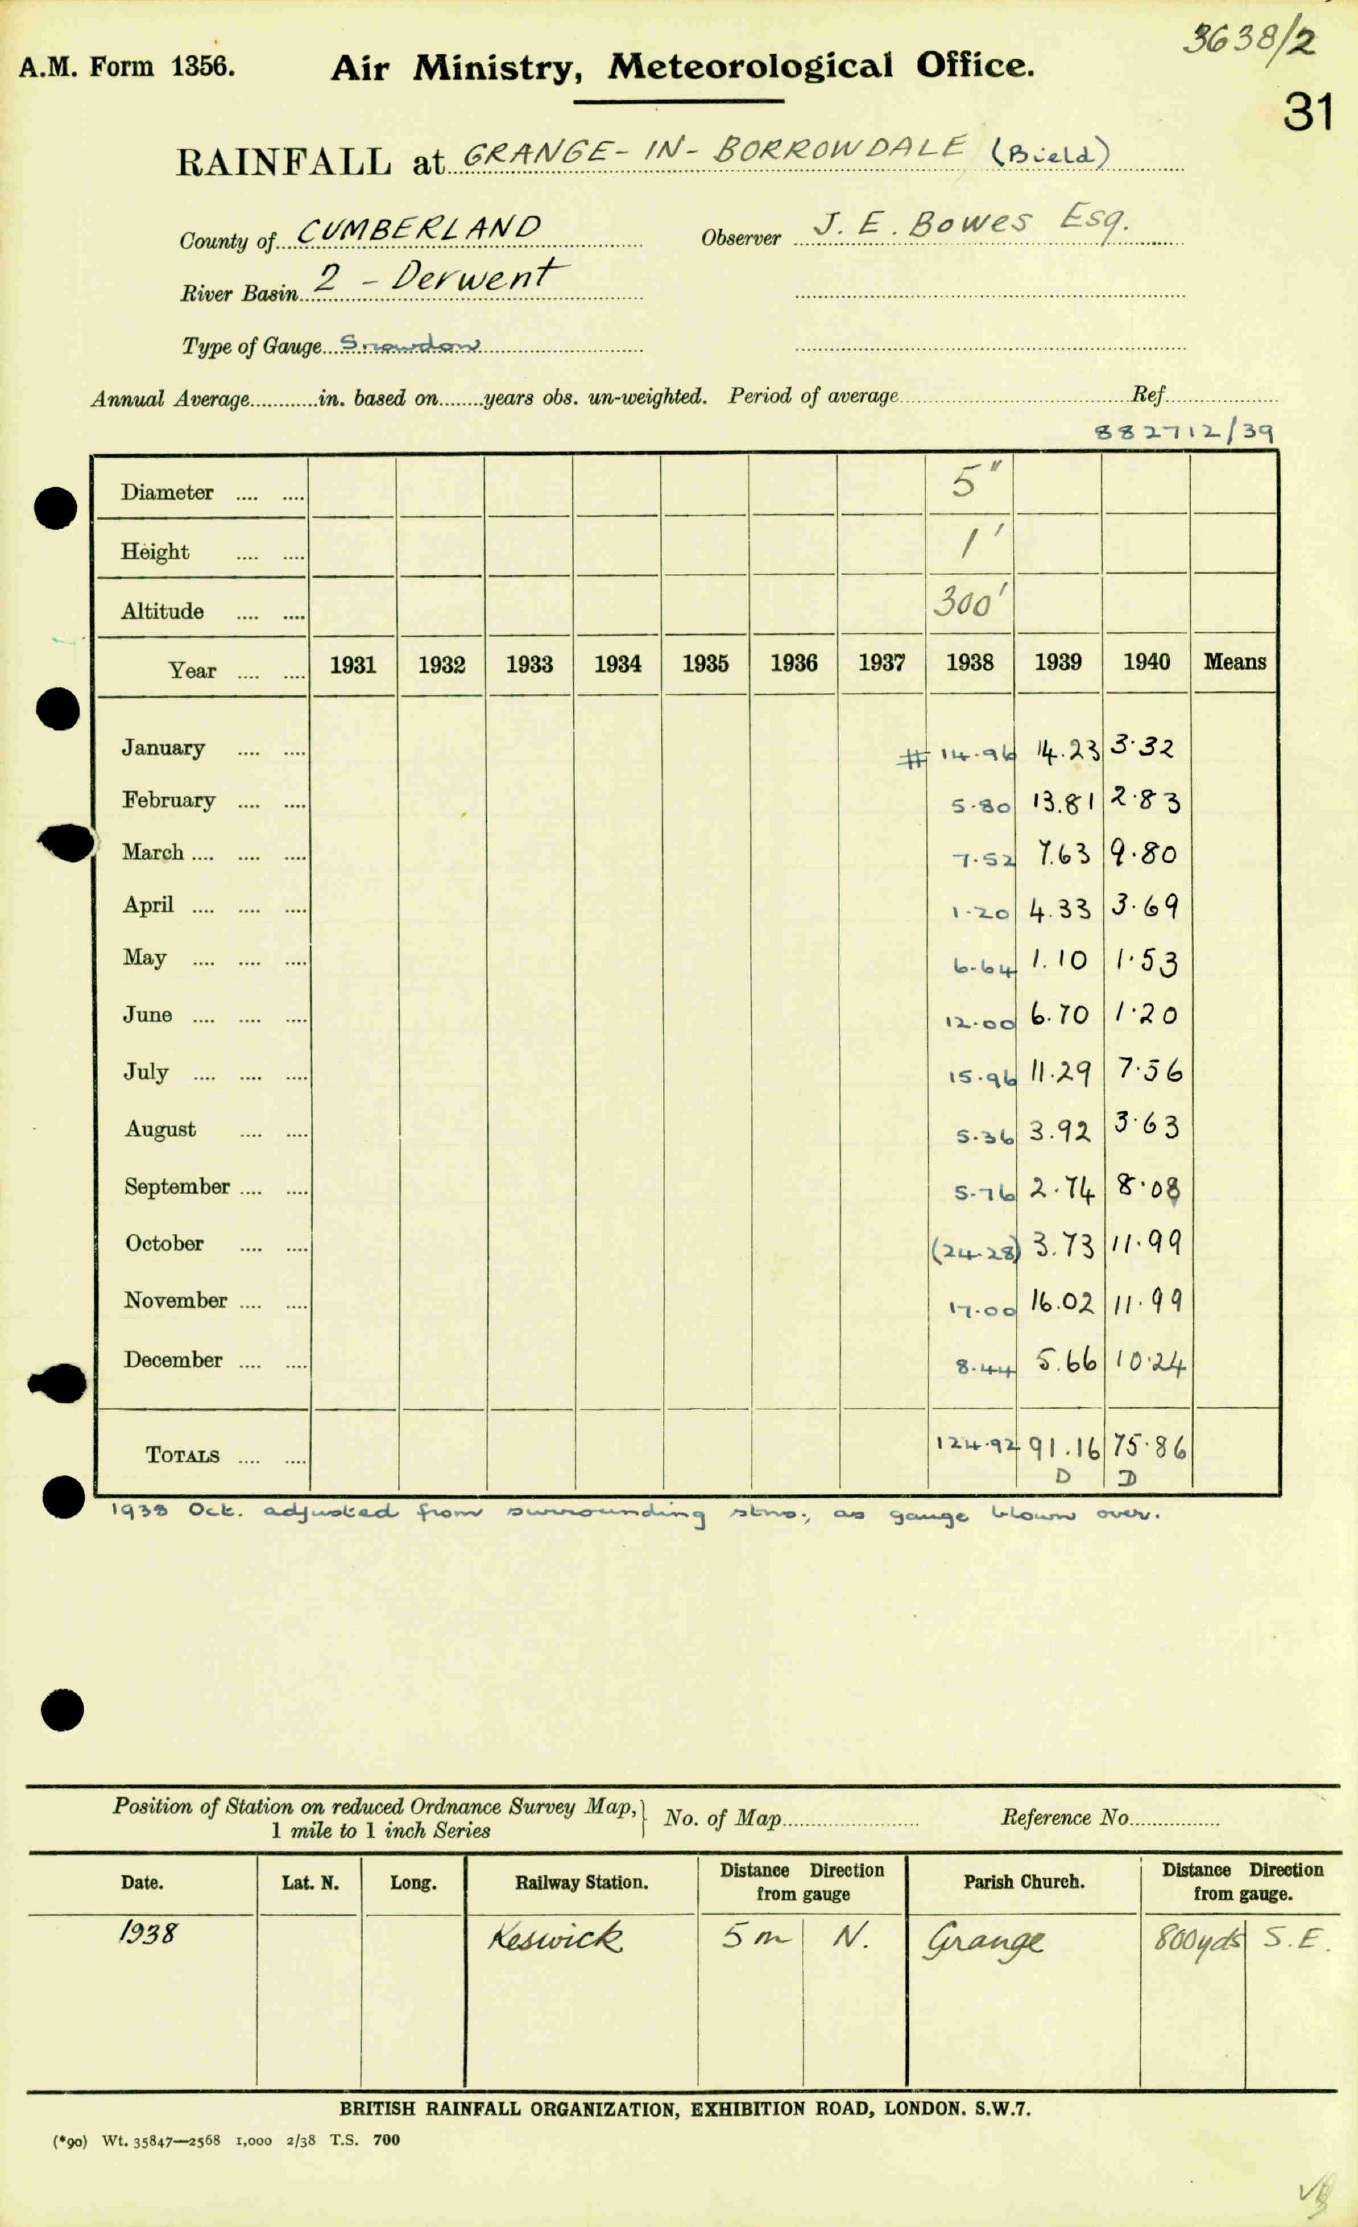 3638/2
A.M. Form 1356. Air Ministry, Meteorological Office.
31
RAINFALL at GRANGE-IN-BORROWDALE (Bield)
County of CUMBERLAND Observer J. E. Bowes Esq.
River Basin 2 - Derwent
Type of Gauge Snowdon
Annual Average............in. based on........years obs. un-weighted. Period of average.................... Ref....................
882712/39
Diameter .... .... 5"
Height .... .... 1'
Altitude .... .... 300'
Year .... .... 1931 1932 1933 1934 1935 1936 1937 1938 1939 1940 Means
January .... .... # 14.96 14.23 3.32
February .... .... 5.80 13.81 2.83
March .... .... .... 7.52 7.63 9.80
April .... .... .... 1.20 4.33 3.69
May .... .... .... 6.64 1.10 1.53
June .... .... .... 12.00 6.70 1.20
July .... .... .... 15.96 11.29 7.56
August .... .... 5.36 3.92 3.63
September .... .... 5.76 2.74 8.08
October .... .... (24.28) 3.73 11.99
November .... .... 17.00 16.02 11.99
December .... .... 8.44 5.66 10.24
TOTALS .... .... 124.92 91.16 75.86
D D
1938 Oct. adjusted from surrounding stns., as gauge blown over.
Position of Station on reduced Ordnance Survey Map, 1 mile to 1 inch Series } No. of Map.................... Reference No....................
Date. Lat. N. Long. Railway Station. Distance Direction from gauge Parish Church. Distance Direction from gauge.
1938 Keswick 5 m N. Grange 800yds S.E.
BRITISH RAINFALL ORGANIZATION, EXHIBITION ROAD, LONDON. S.W.7.
(*90) Wt. 35847—2568 1,000 2/38 T.S. 700